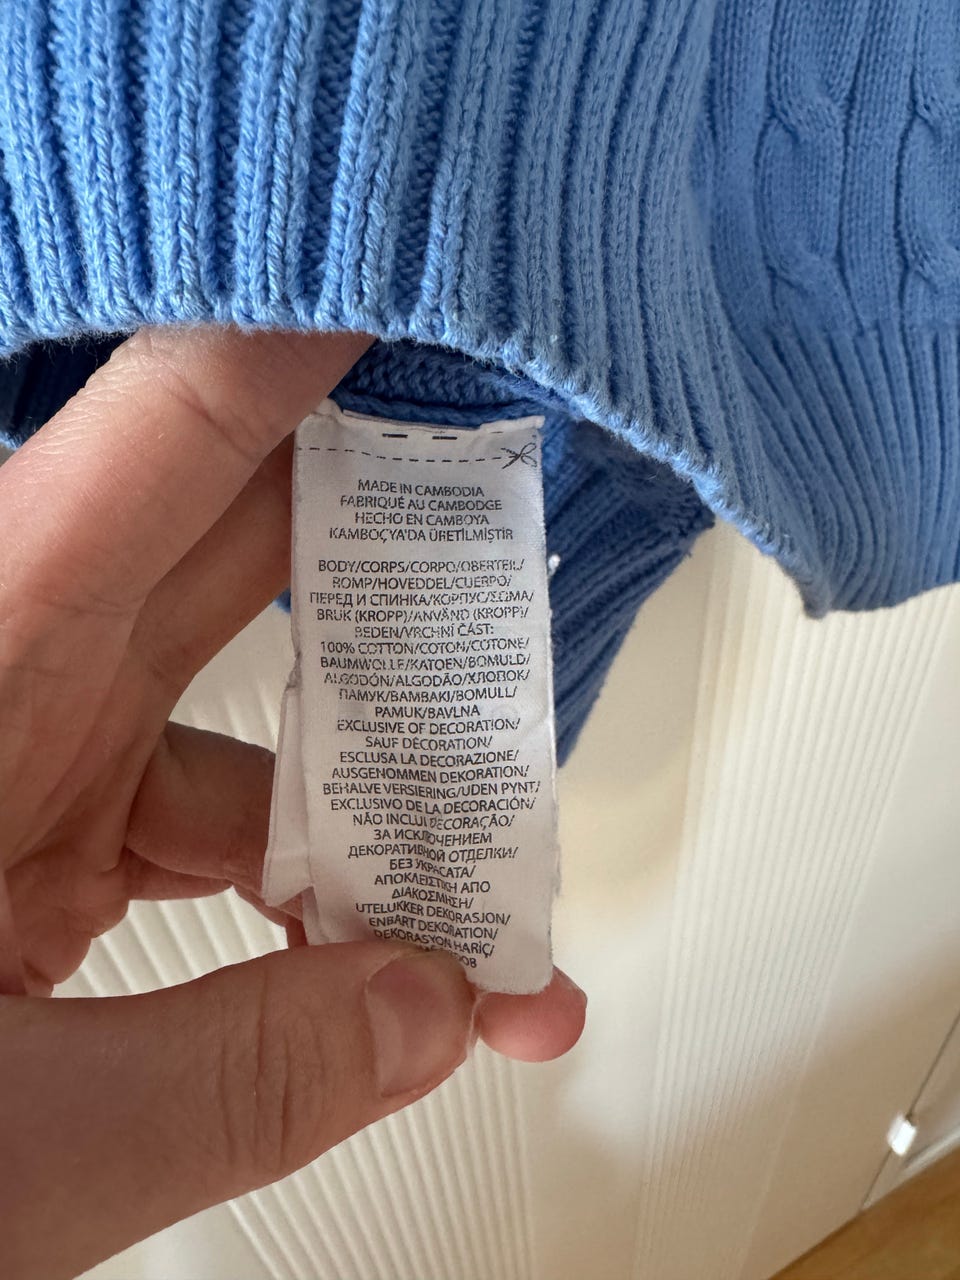 MADE IN CAMBODIA
FABRIQUÉ AU CAMBODGE
HECHO EN CAMBOYA
KAMBOÇYA'DA ÜRETİLMİŞTİR
BODY/CORPS/CORPO/OBERTEIL/
ROMP/HOVEDDEL/CUERPO/
ПЕРЕД И СПИНКА/КОРПУС/ΣΩΜΑ/
BRUK (KROPP)/ANVÄND (KROPP)/
BEDEN/VRCHNÍ ČÁST:
100% COTTON/COTON/COTONE/
BAUMWOLLE/KATOEN/BOMULD/
ALGODÓN/ALGODÃO/ХЛОПОК/
ПАМУК/ΒΑΜΒΑΚΙ/BOMULL/
PAMUK/BAVLNA
EXCLUSIVE OF DECORATION/
SAUF DÉCORATION/
ESCLUSA LA DECORAZIONE/
AUSGENOMMEN DEKORATION/
BEHALVE VERSIERING/UDEN PYNT/
EXCLUSIVO DE LA DECORACIÓN/
NÃO INCLUI DECORAÇÃO/
ЗА ИСКЛЮЧЕНИЕМ
ДЕКОРАТИВНОЙ ОТДЕЛКИ/
БЕЗ УКРАСАТА/
ΑΠΟΚΛΕΙΣΤΙΚΗ ΑΠΟ
ΔΙΑΚΟΣΜΗΣΗ/
UTELUKKER DEKORASJON/
ENBART DEKORATION/
DEKORASYON HARİÇ/